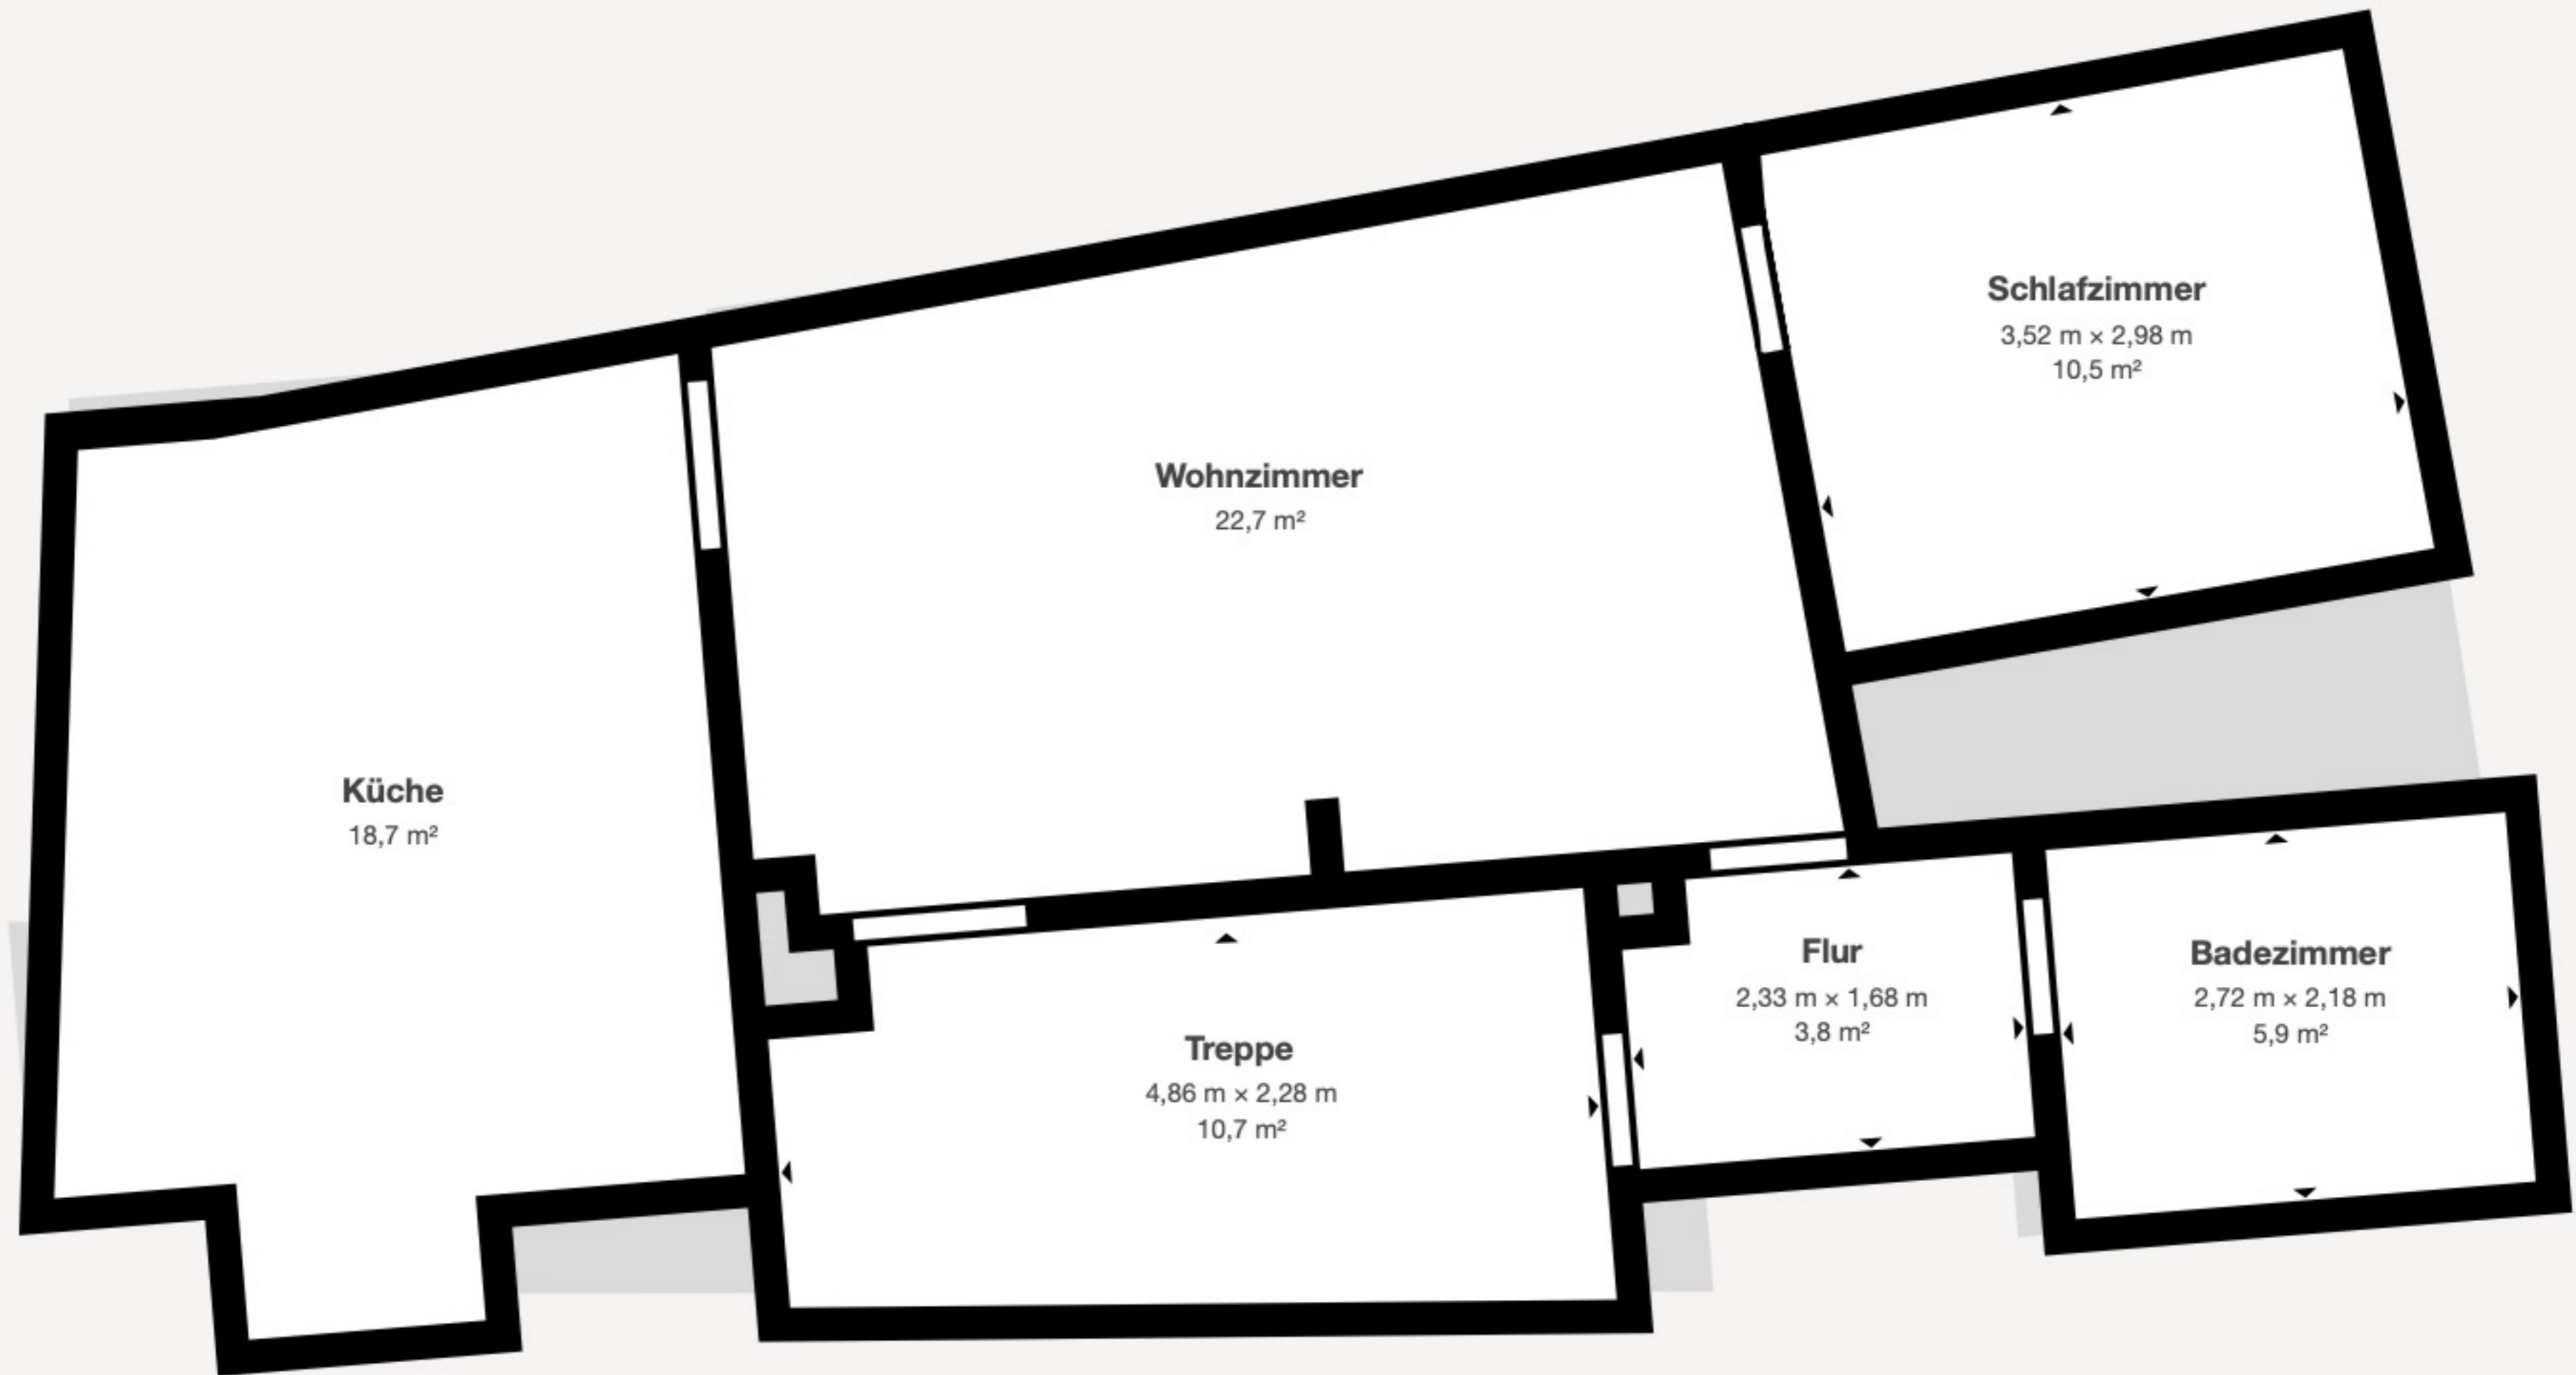 Schlafzimmer
3,52 m × 2,98 m
10,5 m²
Wohnzimmer
22,7 m²
Küche
18,7 m²
Treppe
4,86 m × 2,28 m
10,7 m²
Flur
2,33 m × 1,68 m
3,8 m²
Badezimmer
2,72 m × 2,18 m
5,9 m²